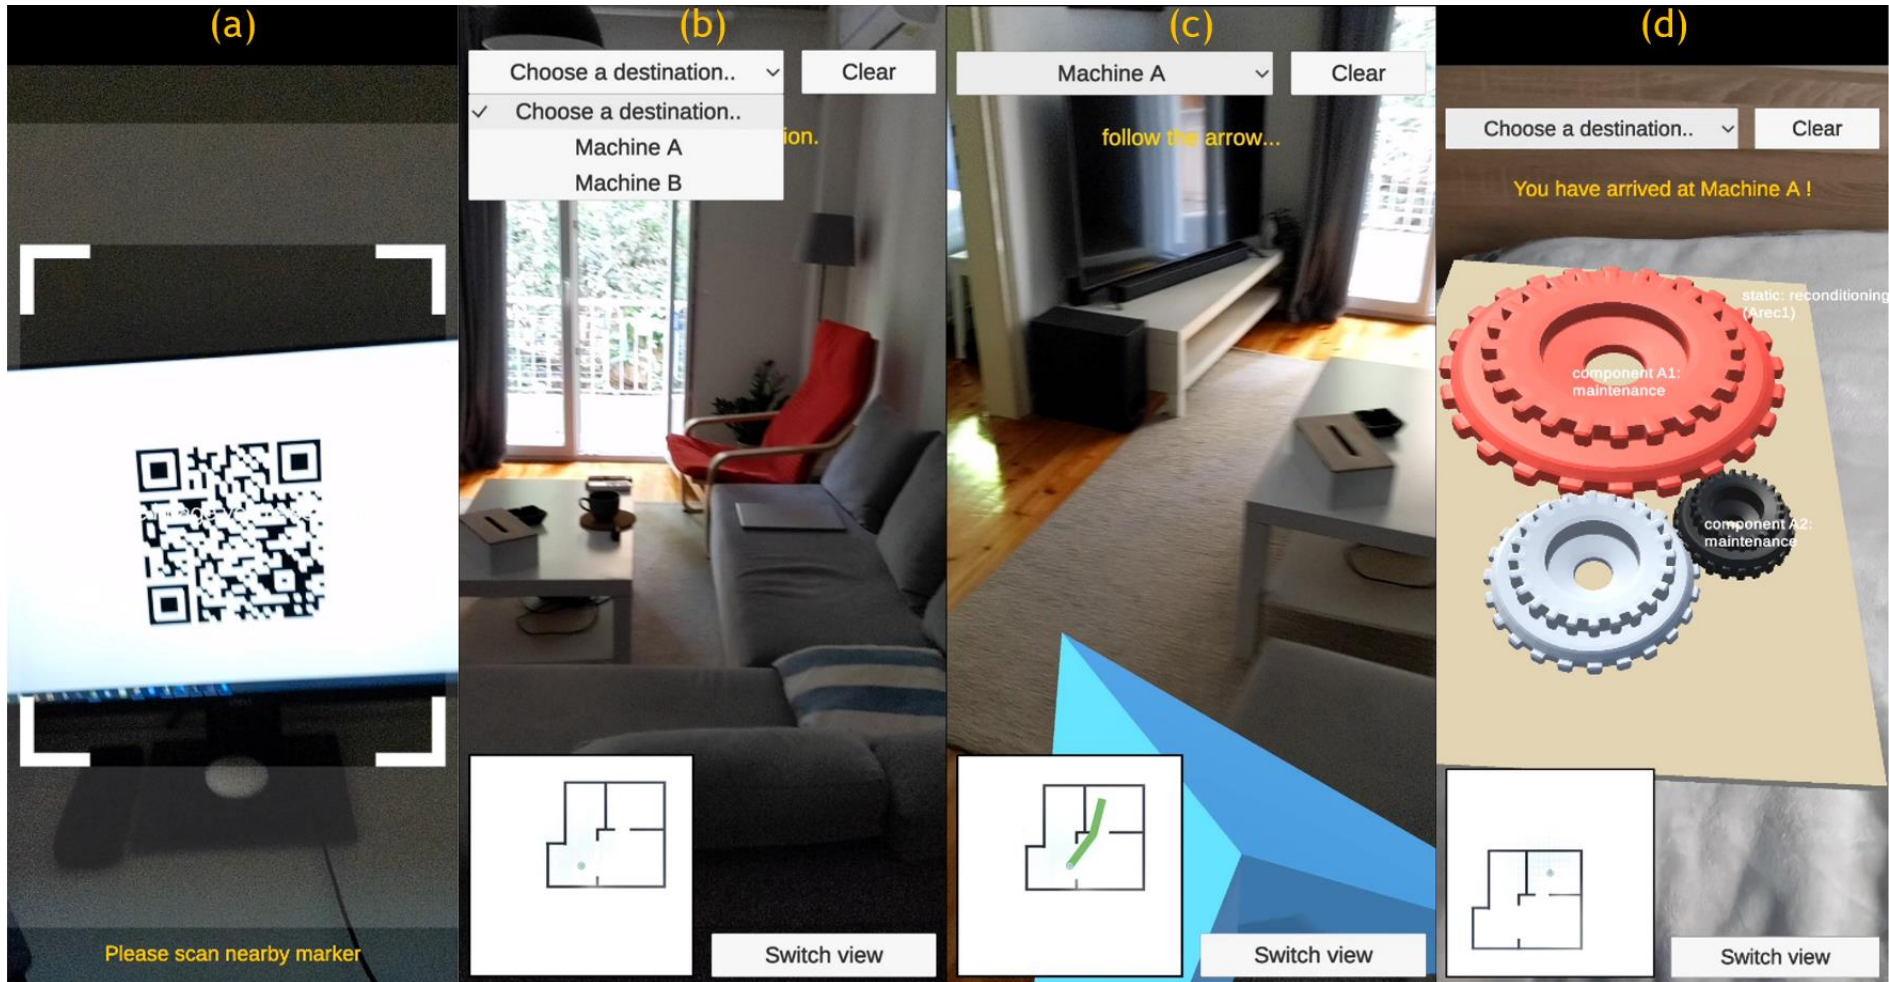 (a)
Please scan nearby marker
(b)
Choose a destination..
Clear
Choose a destination..
ion.
Machine A
Machine B
Switch view
(c)
Machine A
Clear
follow the arrow...
Switch view
(d)
Choose a destination..
Clear
You have arrived at Machine A !
static: reconditioning
(Arec1)
component A1:
maintenance
component A2:
maintenance
Switch view